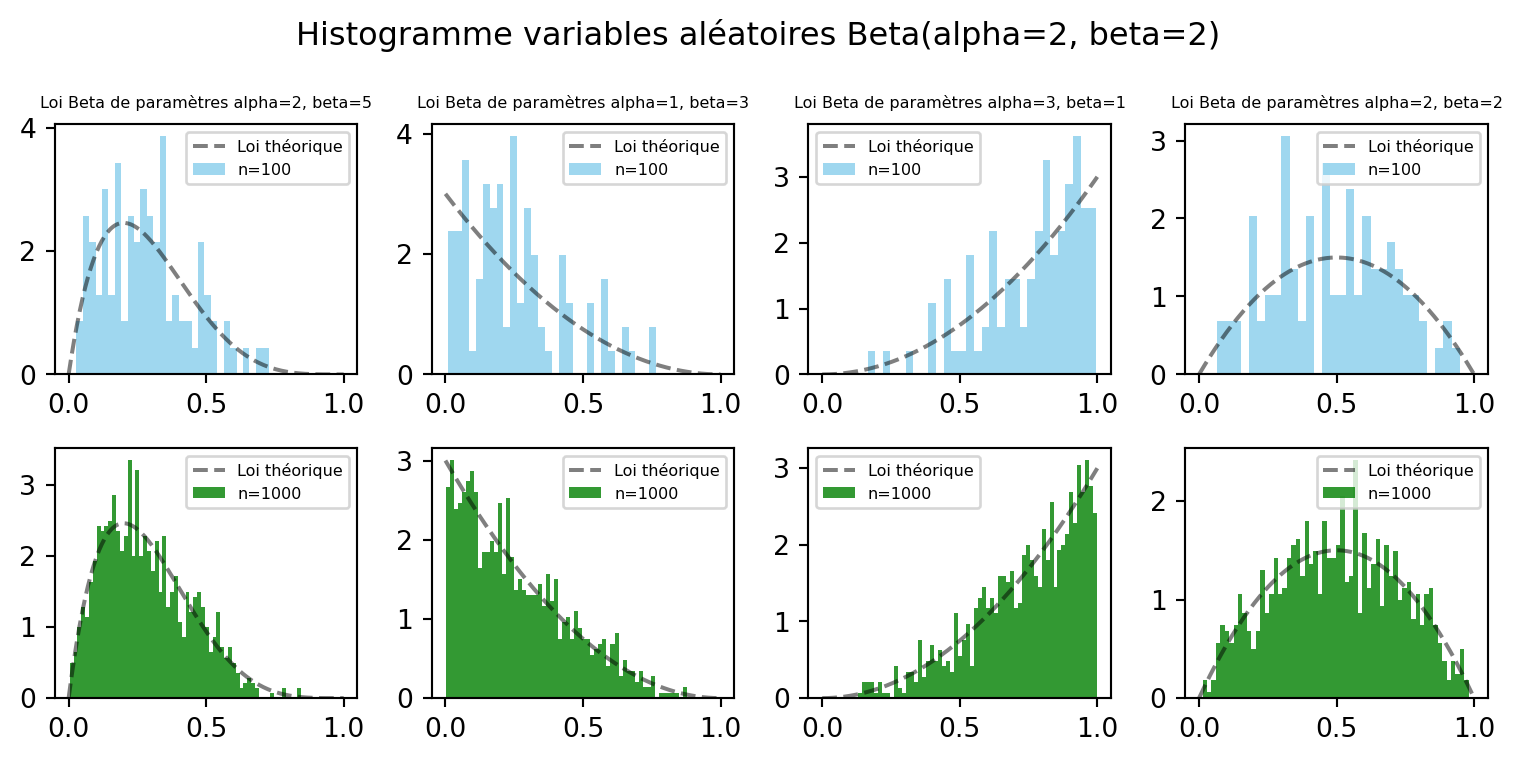 Histogramme variables aléatoires Beta(alpha=2, beta=2)
Loi Beta de paramètres alpha=2, beta=5
4
2
0
0.0 0.5 1.0
Loi théorique
n=100
Loi Beta de paramètres alpha=1, beta=3
4
2
0
0.0 0.5 1.0
Loi théorique
n=100
Loi Beta de paramètres alpha=3, beta=1
3
2
1
0
0.0 0.5 1.0
Loi théorique
n=100
Loi Beta de paramètres alpha=2, beta=2
3
2
1
0
0.0 0.5 1.0
Loi théorique
n=100
3
2
1
0
0.0 0.5 1.0
Loi théorique
n=1000
3
2
1
0
0.0 0.5 1.0
Loi théorique
n=1000
3
2
1
0
0.0 0.5 1.0
Loi théorique
n=1000
2
1
0
0.0 0.5 1.0
Loi théorique
n=1000